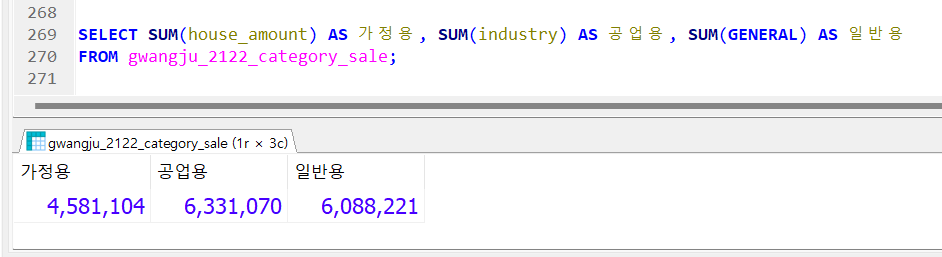 268
269 SELECT SUM(house_amount) AS 가정용, SUM(industry) AS 공업용, SUM(GENERAL) AS 일반용
270 FROM gwangju_2122_category_sale;
271
gwangju_2122_category_sale (1r × 3c)
가정용 공업용 일반용
4,581,104 6,331,070 6,088,221